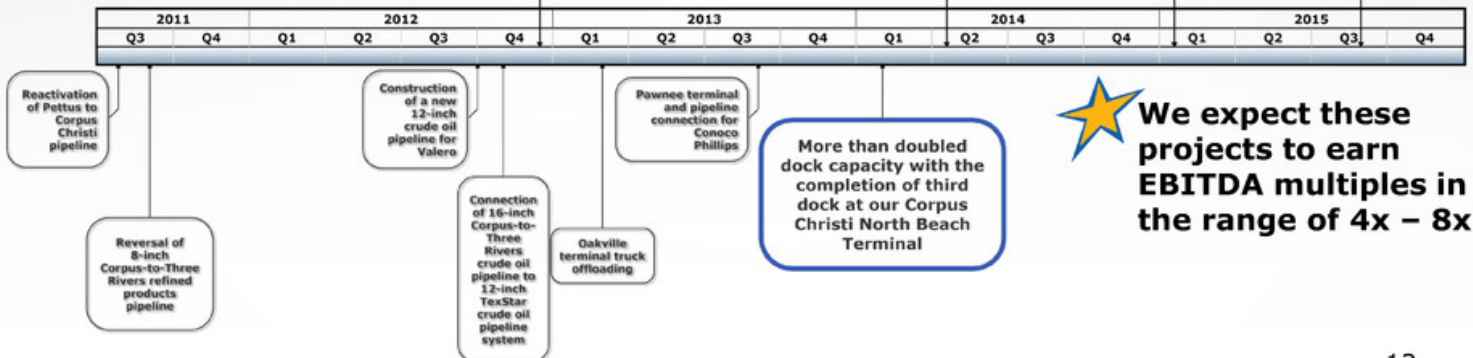 2011 2012 2013 2014 2015
Q3 Q4 Q1 Q2 Q3 Q4 Q1 Q2 Q3 Q4 Q1 Q2 Q3 Q4 Q1 Q2 Q3 Q4
Reactivation
of Pettus to
Corpus
Christi
pipeline
Reversal of
8-inch
Corpus-to-Three
Rivers refined
products
pipeline
Construction
of a new
12-inch
crude oil
pipeline for
Valero
Connection
of 16-inch
Corpus-to-
Three
Rivers
crude oil
pipeline to
12-inch
TexStar
crude oil
pipeline
system
Oakville
terminal truck
offloading
Pawnee terminal
and pipeline
connection for
Conoco
Phillips
More than doubled
dock capacity with the
completion of third
dock at our Corpus
Christi North Beach
Terminal
We expect these
projects to earn
EBITDA multiples in
the range of 4x – 8x